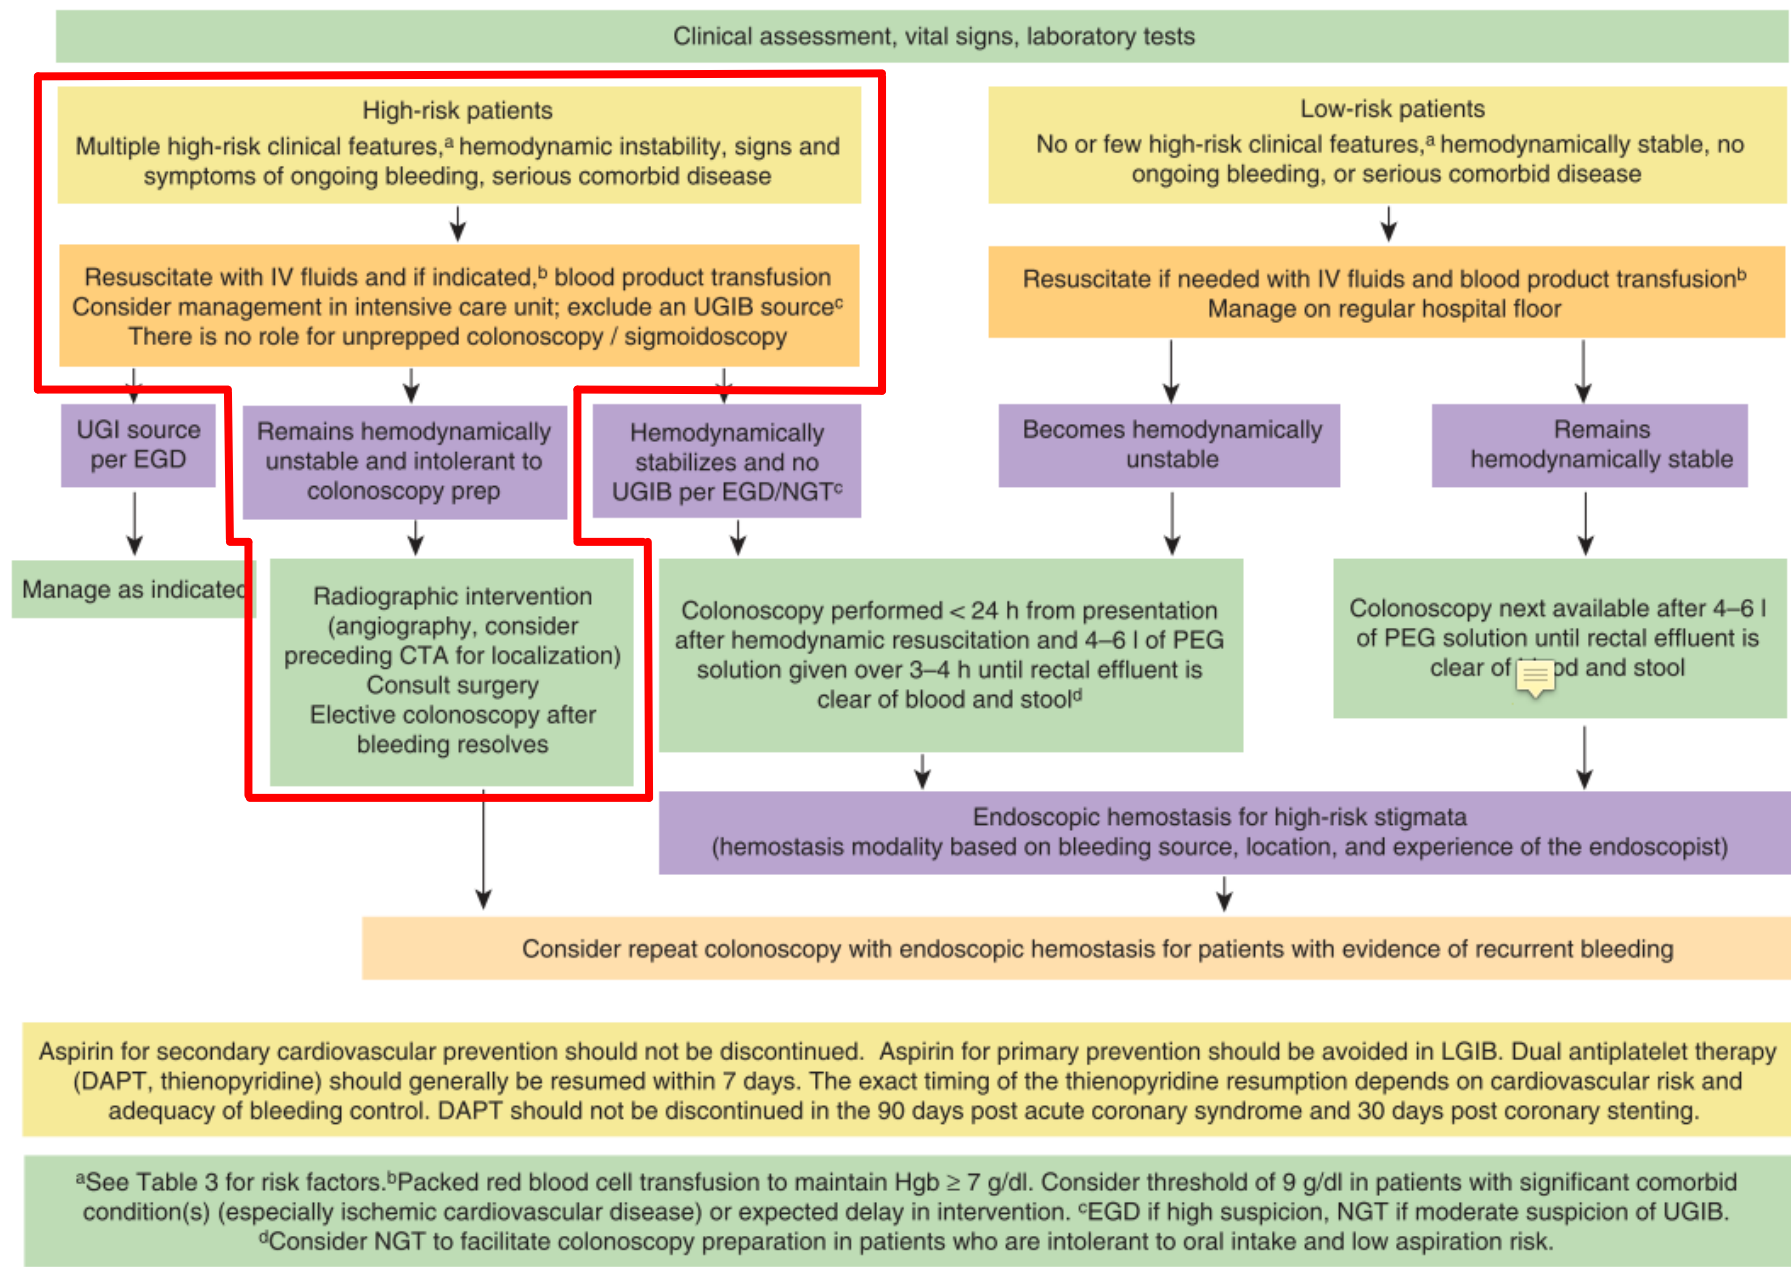 Clinical assessment, vital signs, laboratory tests
High-risk patients
Multiple high-risk clinical features,ᵃ hemodynamic instability, signs and
symptoms of ongoing bleeding, serious comorbid disease
Low-risk patients
No or few high-risk clinical features,ᵃ hemodynamically stable, no
ongoing bleeding, or serious comorbid disease
Resuscitate with IV fluids and if indicated,ᵇ blood product transfusion
Consider management in intensive care unit; exclude an UGIB sourceᶜ
There is no role for unprepped colonoscopy / sigmoidoscopy
Resuscitate if needed with IV fluids and blood product transfusionᵇ
Manage on regular hospital floor
UGI source
per EGD
Remains hemodynamically
unstable and intolerant to
colonoscopy prep
Hemodynamically
stabilizes and no
UGIB per EGD/NGTᶜ
Becomes hemodynamically
unstable
Remains
hemodynamically stable
Manage as indicated
Radiographic intervention
(angiography, consider
preceding CTA for localization)
Consult surgery
Elective colonoscopy after
bleeding resolves
Colonoscopy performed < 24 h from presentation
after hemodynamic resuscitation and 4–6 l of PEG
solution given over 3–4 h until rectal effluent is
clear of blood and stoolᵈ
Colonoscopy next available after 4–6 l
of PEG solution until rectal effluent is
clear of and stool
Endoscopic hemostasis for high-risk stigmata
(hemostasis modality based on bleeding source, location, and experience of the endoscopist)
Consider repeat colonoscopy with endoscopic hemostasis for patients with evidence of recurrent bleeding
Aspirin for secondary cardiovascular prevention should not be discontinued. Aspirin for primary prevention should be avoided in LGIB. Dual antiplatelet therapy
(DAPT, thienopyridine) should generally be resumed within 7 days. The exact timing of the thienopyridine resumption depends on cardiovascular risk and
adequacy of bleeding control. DAPT should not be discontinued in the 90 days post acute coronary syndrome and 30 days post coronary stenting.
ᵃSee Table 3 for risk factors.ᵇPacked red blood cell transfusion to maintain Hgb ≥ 7 g/dl. Consider threshold of 9 g/dl in patients with significant comorbid
condition(s) (especially ischemic cardiovascular disease) or expected delay in intervention. ᶜEGD if high suspicion, NGT if moderate suspicion of UGIB.
ᵈConsider NGT to facilitate colonoscopy preparation in patients who are intolerant to oral intake and low aspiration risk.